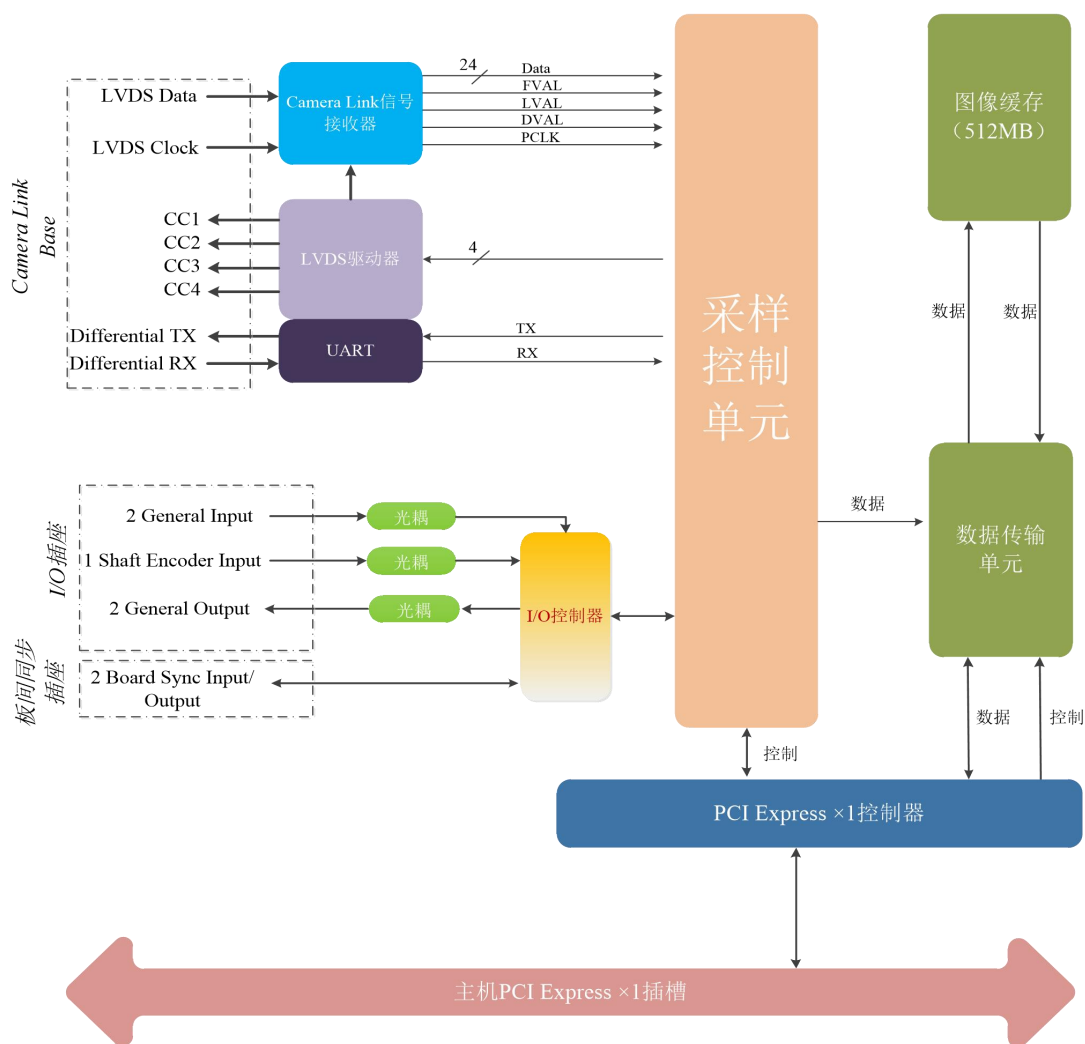 Camera Link
Base
LVDS Data
LVDS Clock
CC1
CC2
CC3
CC4
Differential TX
Differential RX
Camera Link信号
接收器
LVDS驱动器
UART
24
Data
FVAL
LVAL
DVAL
PCLK
4
TX
RX
采样
控制
单元
图像缓存
（512MB）
数据
数据
数据
数据传输
单元
I/O插座
2 General Input
1 Shaft Encoder Input
2 General Output
光耦
光耦
光耦
I/O控制器
板间同步
插座
2 Board Sync Input/
Output
控制
数据
控制
PCI Express ×1控制器
主机PCI Express ×1插槽